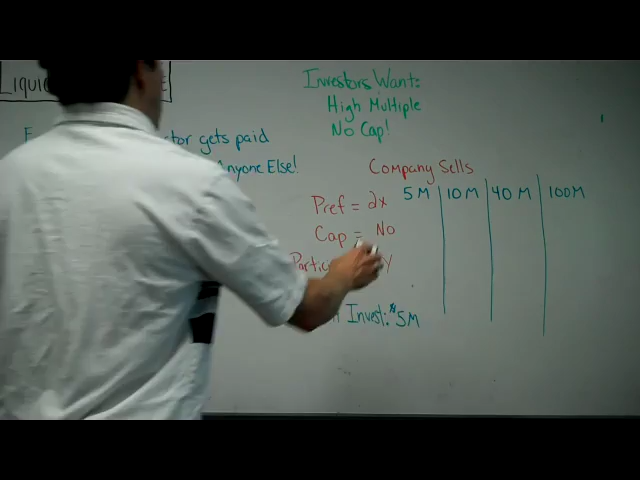 Investors Want:
High Multiple
No Cap!
tor gets paid
Anyone Else!
Company Sells
5M 10M 40M 100M
Pref = 2x
Cap = No
Y
Invest: $5M